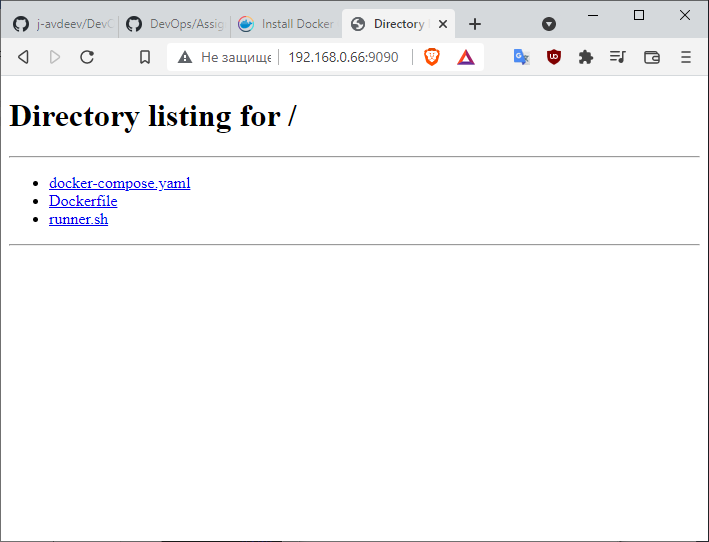 j-avdeev/DevO
DevOps/Assig
Install Docker
Directory l
Не защище
192.168.0.66:9090
Directory listing for /
docker-compose.yaml
Dockerfile
runner.sh